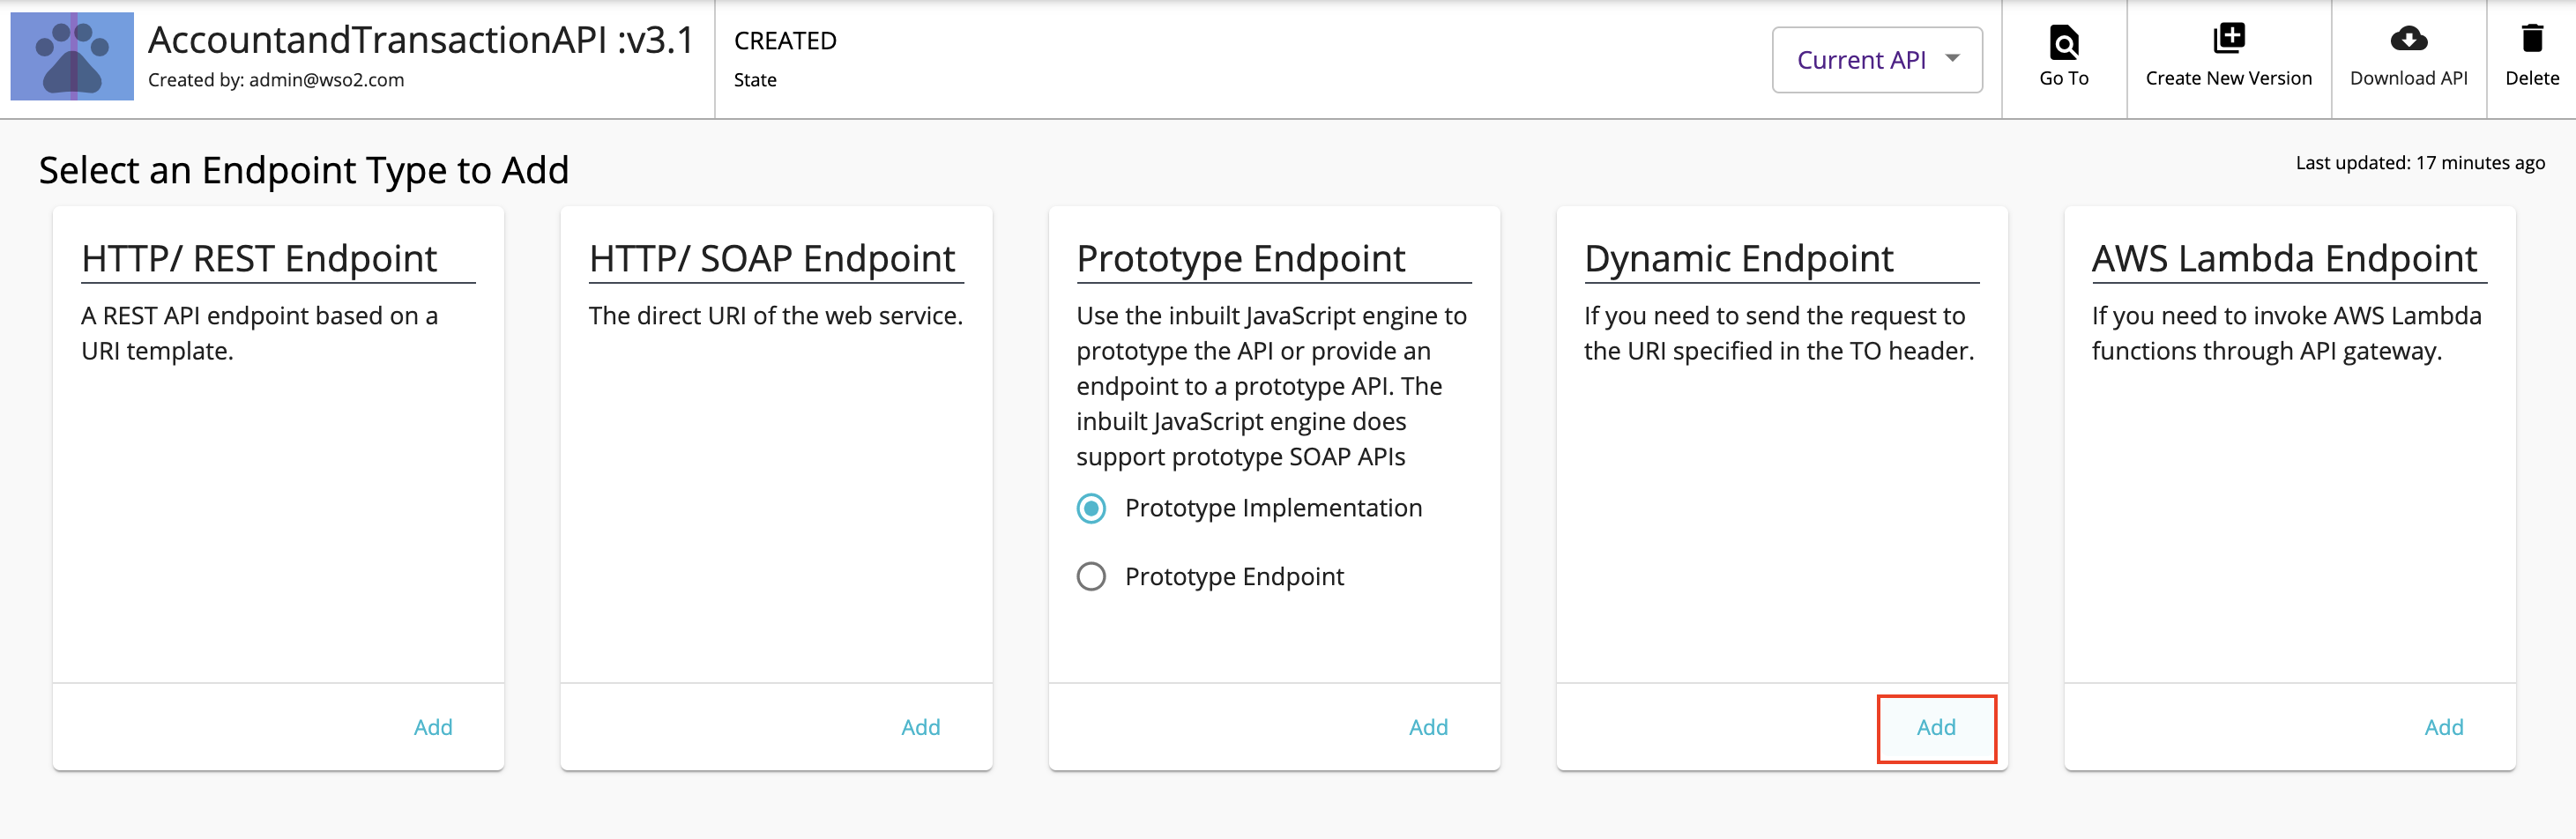 AccountandTransactionAPI :v3.1
Created by: admin@wso2.com
CREATED
State
Current API
Go To
Create New Version
Download API
Delete
Select an Endpoint Type to Add
Last updated: 17 minutes ago
HTTP/ REST Endpoint
A REST API endpoint based on a
URI template.
Add
HTTP/ SOAP Endpoint
The direct URI of the web service.
Add
Prototype Endpoint
Use the inbuilt JavaScript engine to
prototype the API or provide an
endpoint to a prototype API. The
inbuilt JavaScript engine does
support prototype SOAP APIs
Prototype Implementation
Prototype Endpoint
Add
Dynamic Endpoint
If you need to send the request to
the URI specified in the TO header.
Add
AWS Lambda Endpoint
If you need to invoke AWS Lambda
functions through API gateway.
Add